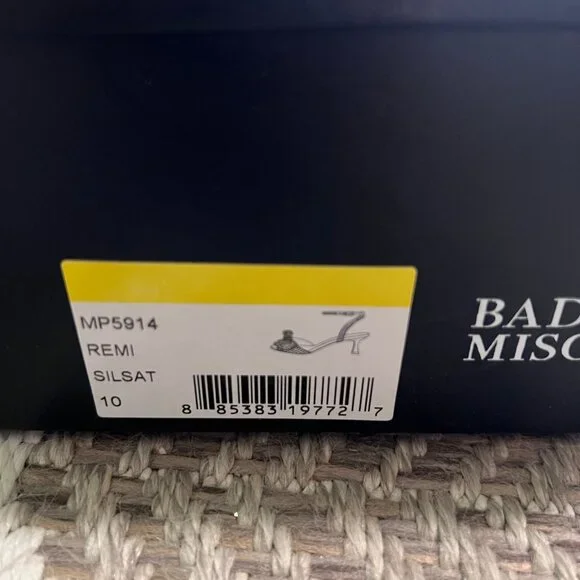 MP5914
REMI
SILSAT
10
8 85383 19772 7
BAD
MISC